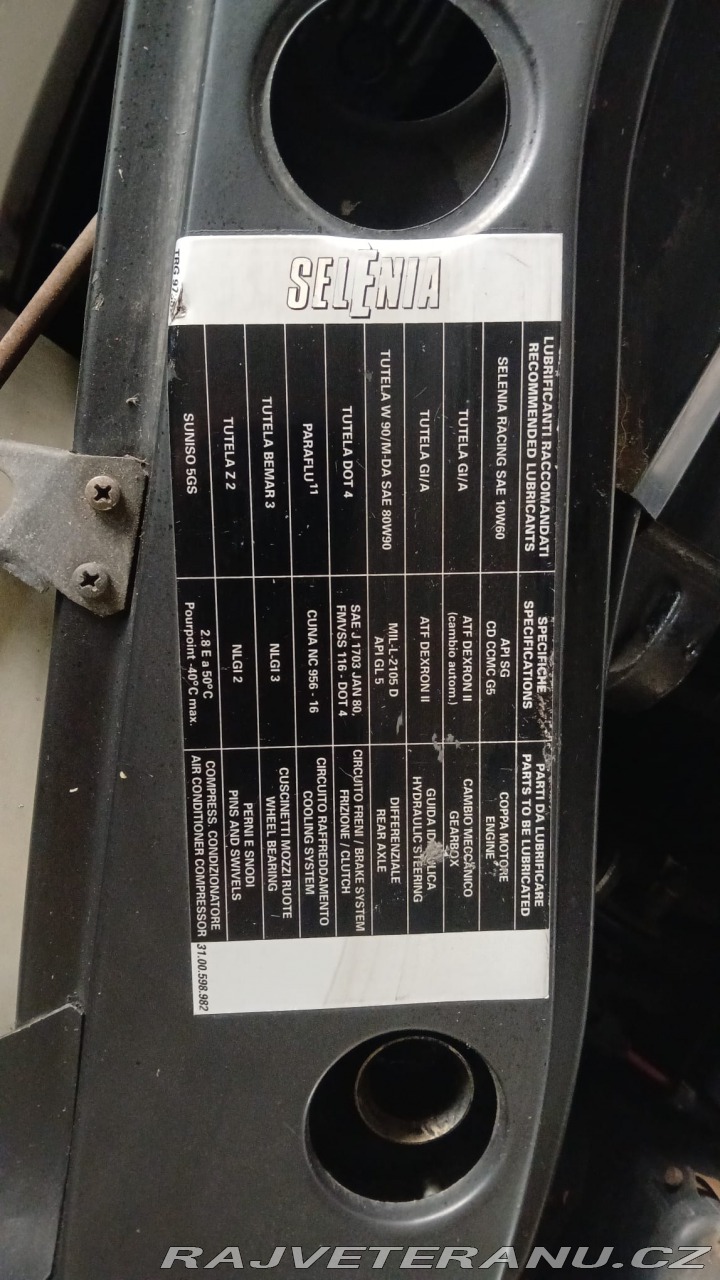 SELENIA
LUBRIFICANTI RACCOMANDATI
RECOMMENDED LUBRICANTS
SPECIFICHE
SPECIFICATIONS
PARTI DA LUBRIFICARE
PARTS TO BE LUBRICATED
SELENIA RACING SAE 10W60
API SG
CD CCMC G5
COPPA MOTORE
ENGINE
TUTELA GI/A
ATF DEXRON II
(cambio autom.)
CAMBIO MECCANICO
GEARBOX
TUTELA GI/A
ATF DEXRON II
GUIDA
HYDRAULIC STEERING
TUTELA W 90/M-DA SAE 80W90
MIL-L-2105 D
API GL 5
DIFFERENZIALE
REAR AXLE
TUTELA DOT 4
SAE J 1703 JAN 80,
FMVSS 116 - DOT 4
CIRCUITO FRENI / BRAKE SYSTEM
FRIZIONE / CLUTCH
PARAFLU 11
CUNA NC 956 - 16
CIRCUITO RAFFREDDAMENTO
COOLING SYSTEM
TUTELA BEMAR 3
NLGI 3
CUSCINETTI MOZZI RUOTE
WHEEL BEARING
TUTELA Z 2
NLGI 2
PERNI E SNODI
PINS AND SWIVELS
SUNISO 5GS
2,8 E a 50°C
Pourpoint -40°C max.
COMPRESS. CONDIZIONATORE
AIR CONDITIONER COMPRESSOR
31.00.598.982
RAJVETERANU.CZ